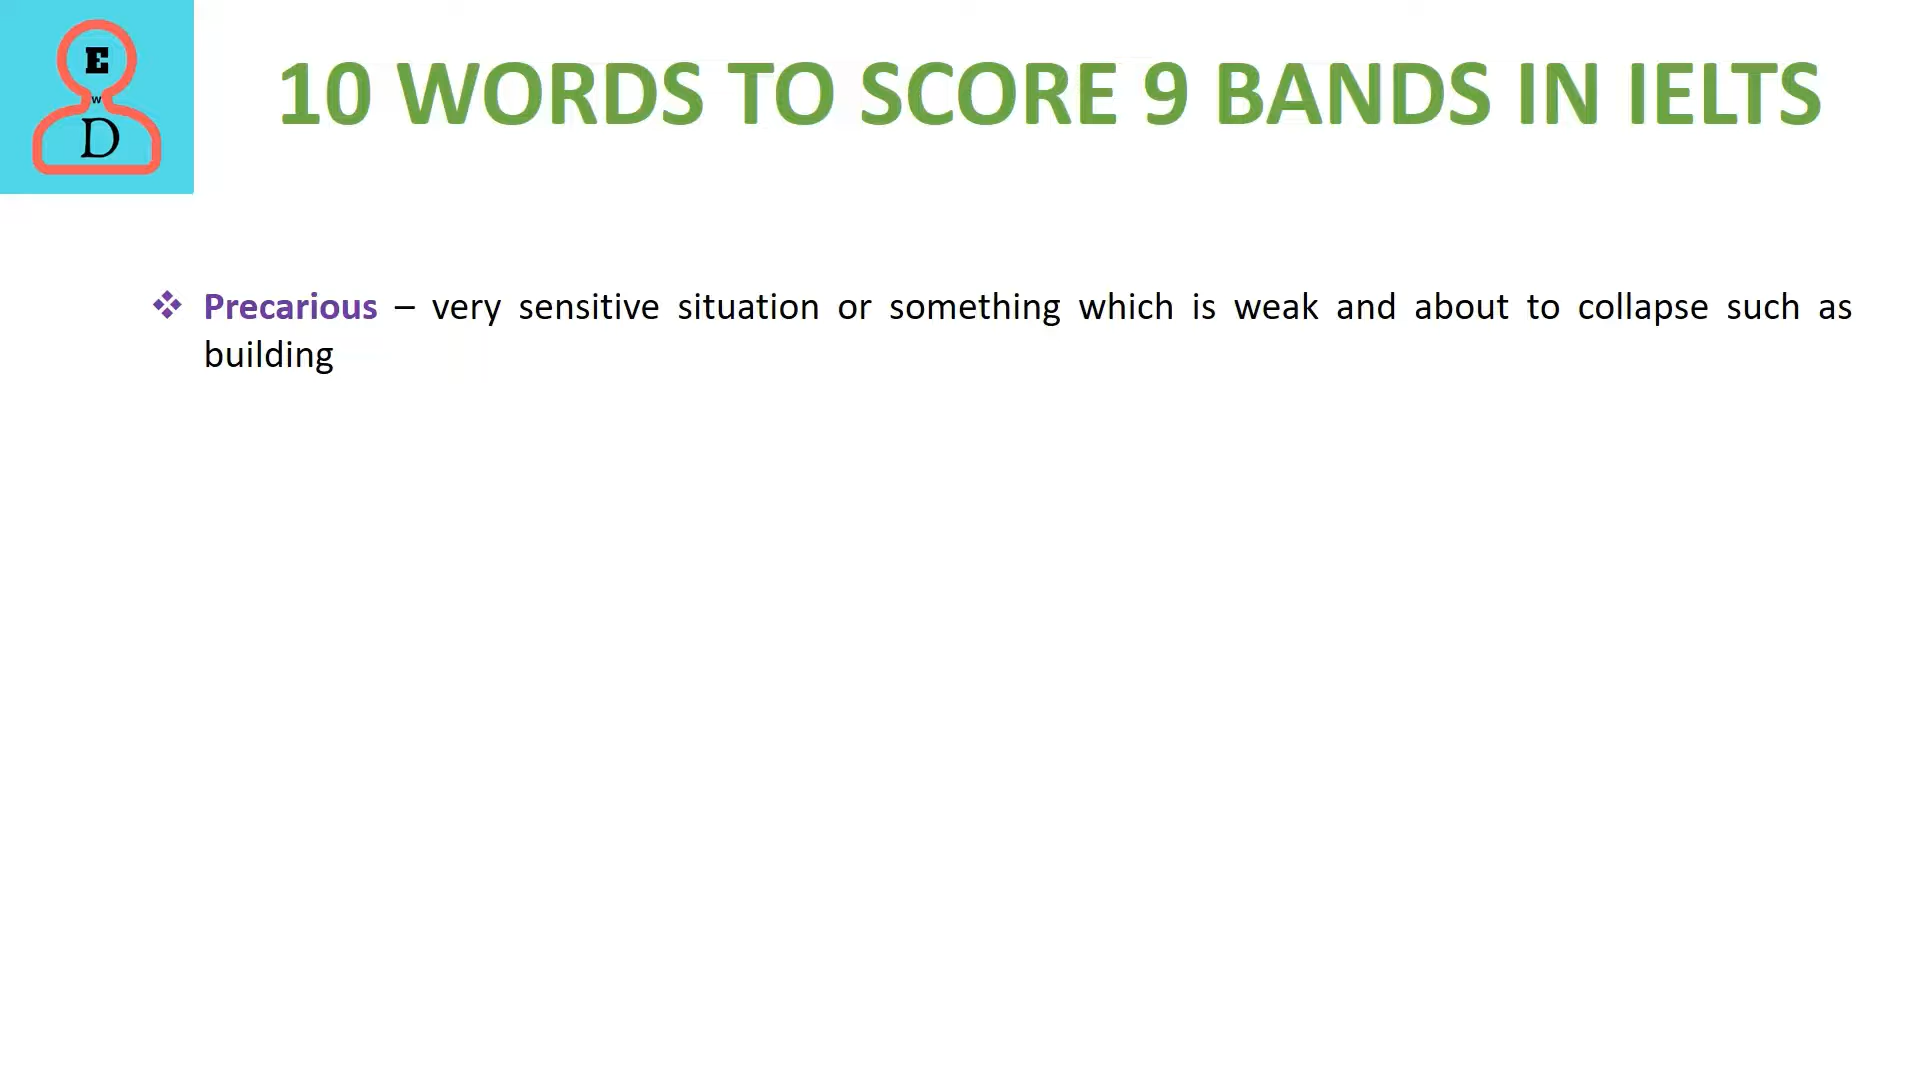 E
W
D
10 WORDS TO SCORE 9 BANDS IN IELTS
❖ Precarious – very sensitive situation or something which is weak and about to collapse such as
building